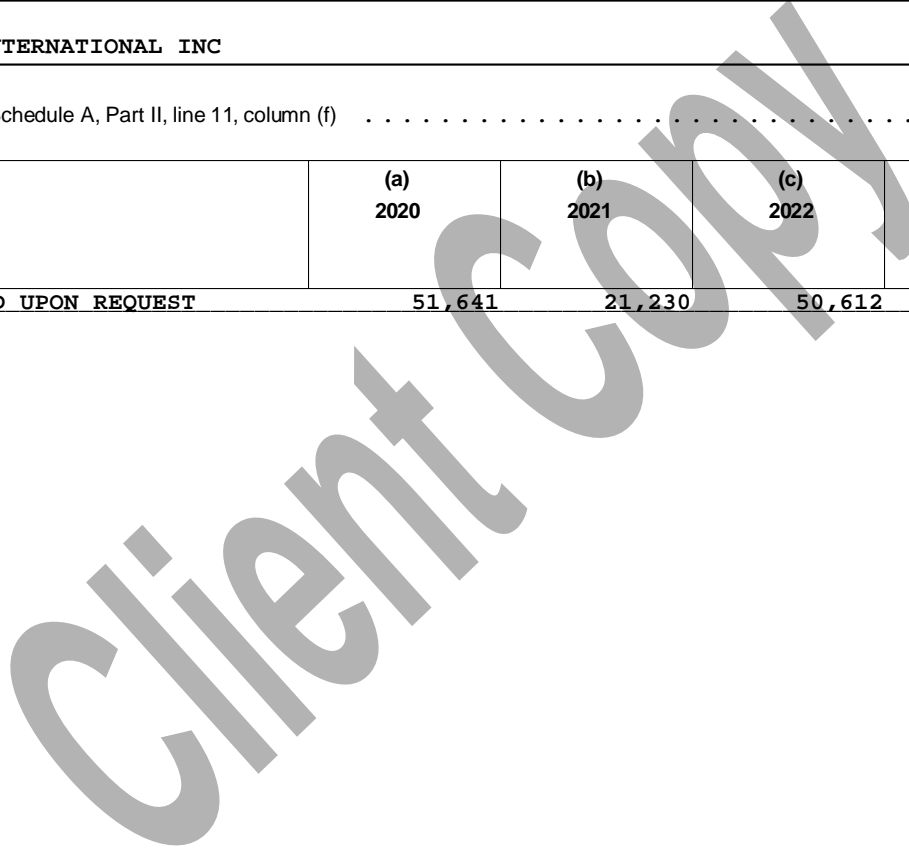 TERNATIONAL INC
chedule A, Part II, line 11, column (f) . . . . . . . . . . . . . . . . . . . . . . . . . . . . .
(a) (b) (c)
2020 2021 2022
UPON REQUEST 51,641 21,230 50,612
Client Copy